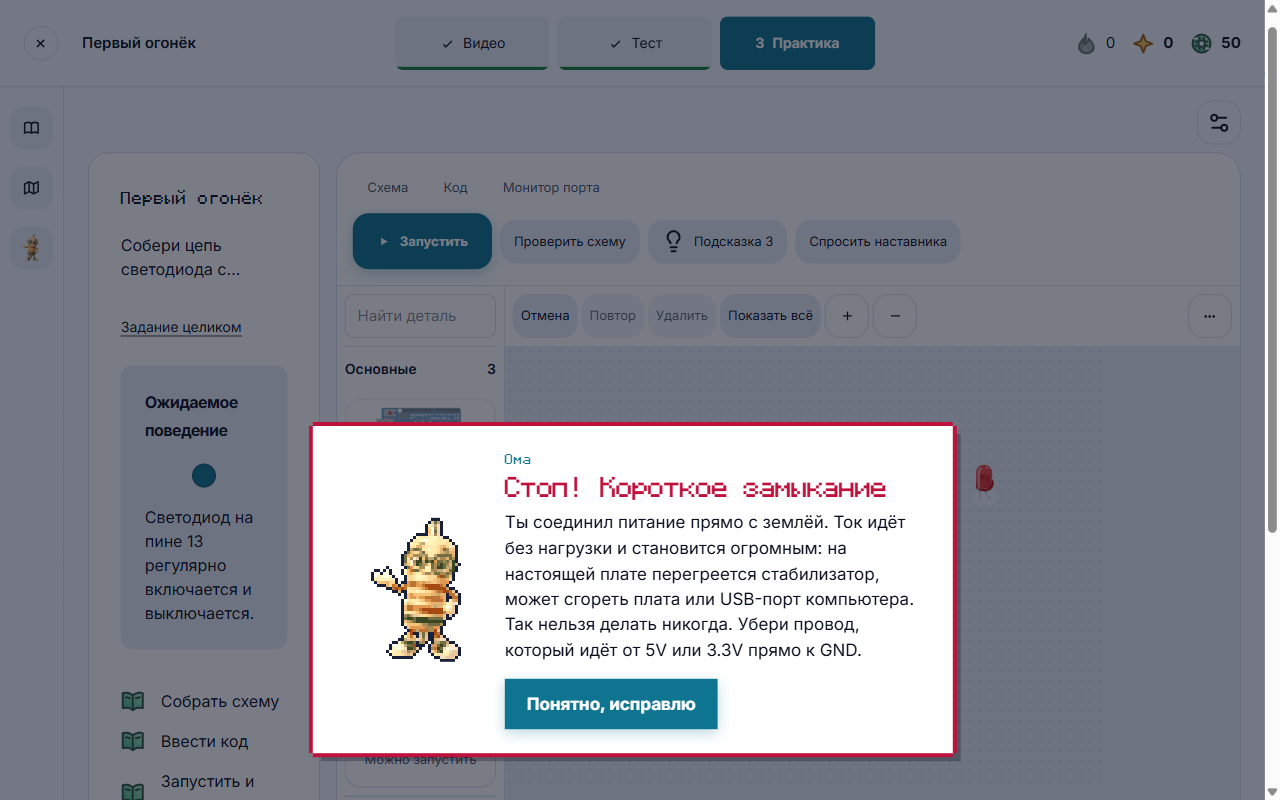 Первый огонёк
Видео
Тест
3 Практика
0
0
50
Первый огонёк
Собери цепь
светодиода с...
Задание целиком
Ожидаемое
поведение
Светодиод на
пине 13
регулярно
включается и
выключается.
Собрать схему
Ввести код
Запустить и
Схема
Код
Монитор порта
Запустить
Проверить схему
Подсказка 3
Спросить наставника
Найти деталь
Отмена
Повтор
Удалить
Показать всё
+
−
...
Основные
3
Ома
Стоп! Короткое замыкание
Ты соединил питание прямо с землёй. Ток идёт
без нагрузки и становится огромным: на
настоящей плате перегреется стабилизатор,
может сгореть плата или USB-порт компьютера.
Так нельзя делать никогда. Убери провод,
который идёт от 5V или 3.3V прямо к GND.
Понятно, исправлю
Можно запустить